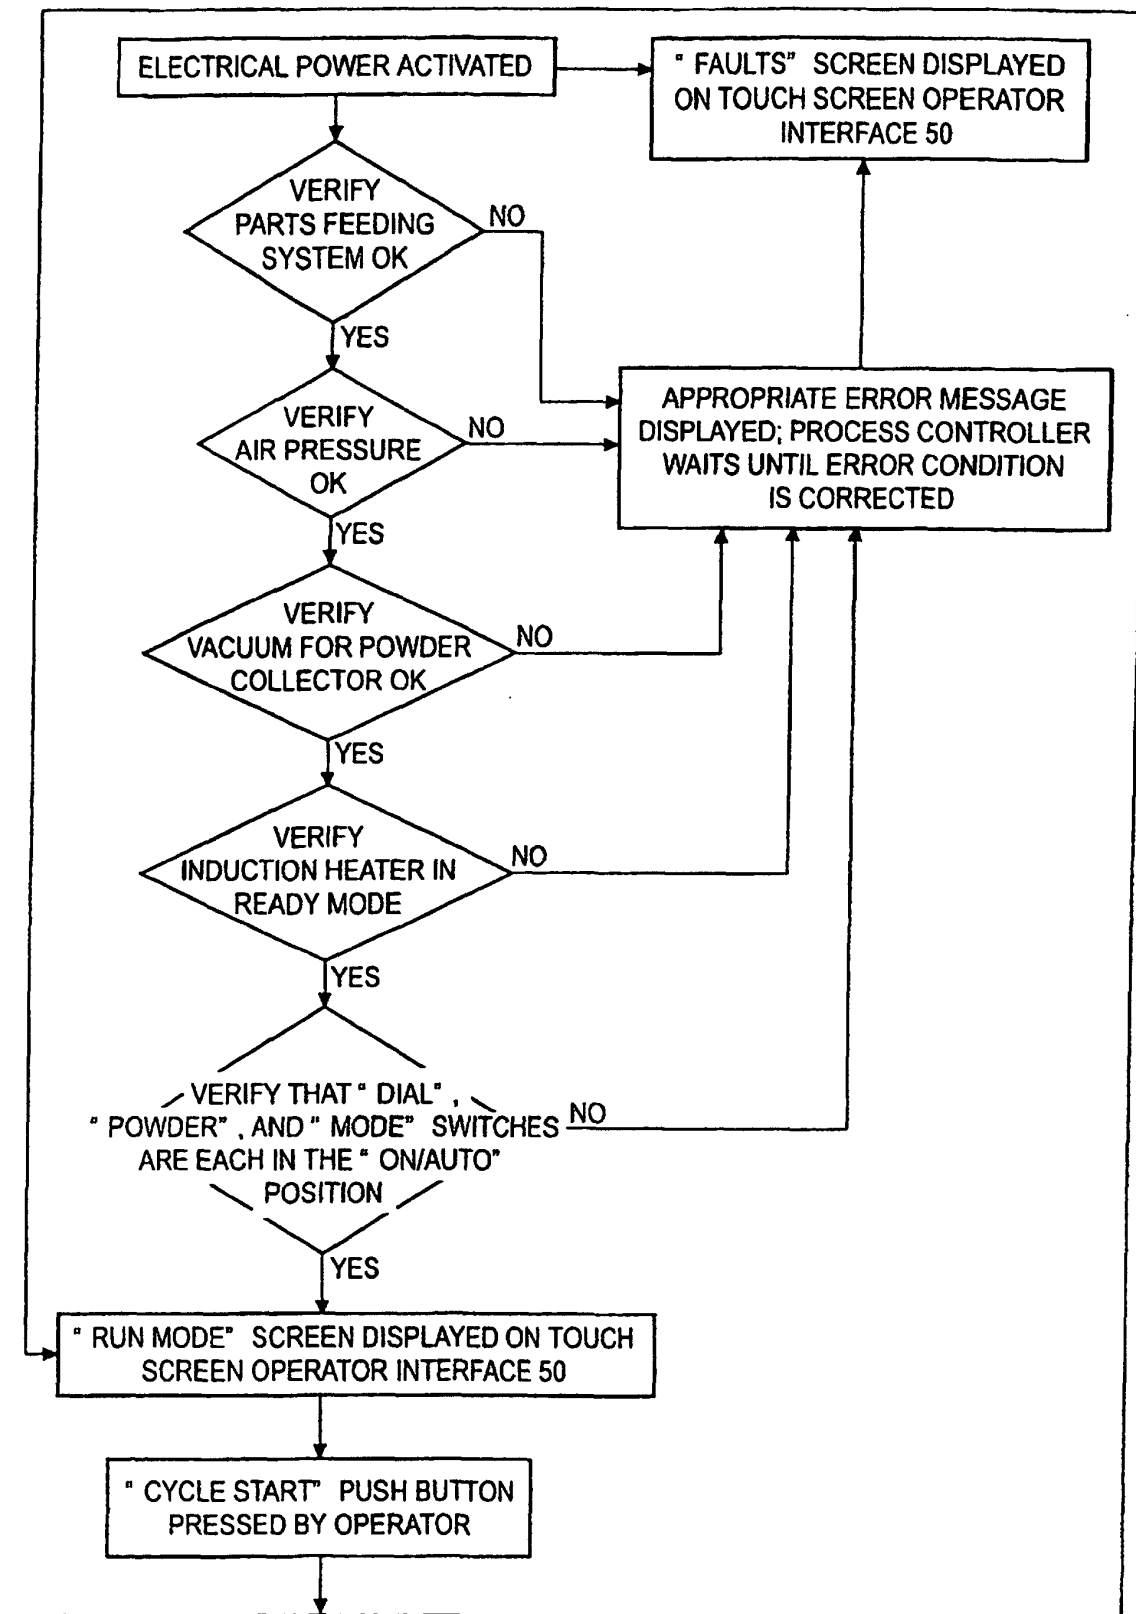 ELECTRICAL POWER ACTIVATED
" FAULTS" SCREEN DISPLAYED
ON TOUCH SCREEN OPERATOR
INTERFACE 50
VERIFY
PARTS FEEDING
SYSTEM OK
NO
YES
VERIFY
AIR PRESSURE
OK
NO
APPROPRIATE ERROR MESSAGE
DISPLAYED; PROCESS CONTROLLER
WAITS UNTIL ERROR CONDITION
IS CORRECTED
YES
VERIFY
VACUUM FOR POWDER
COLLECTOR OK
NO
YES
VERIFY
INDUCTION HEATER IN
READY MODE
NO
YES
VERIFY THAT " DIAL" ,
" POWDER" , AND " MODE" SWITCHES
ARE EACH IN THE " ON/AUTO"
POSITION
NO
YES
" RUN MODE" SCREEN DISPLAYED ON TOUCH
SCREEN OPERATOR INTERFACE 50
" CYCLE START" PUSH BUTTON
PRESSED BY OPERATOR